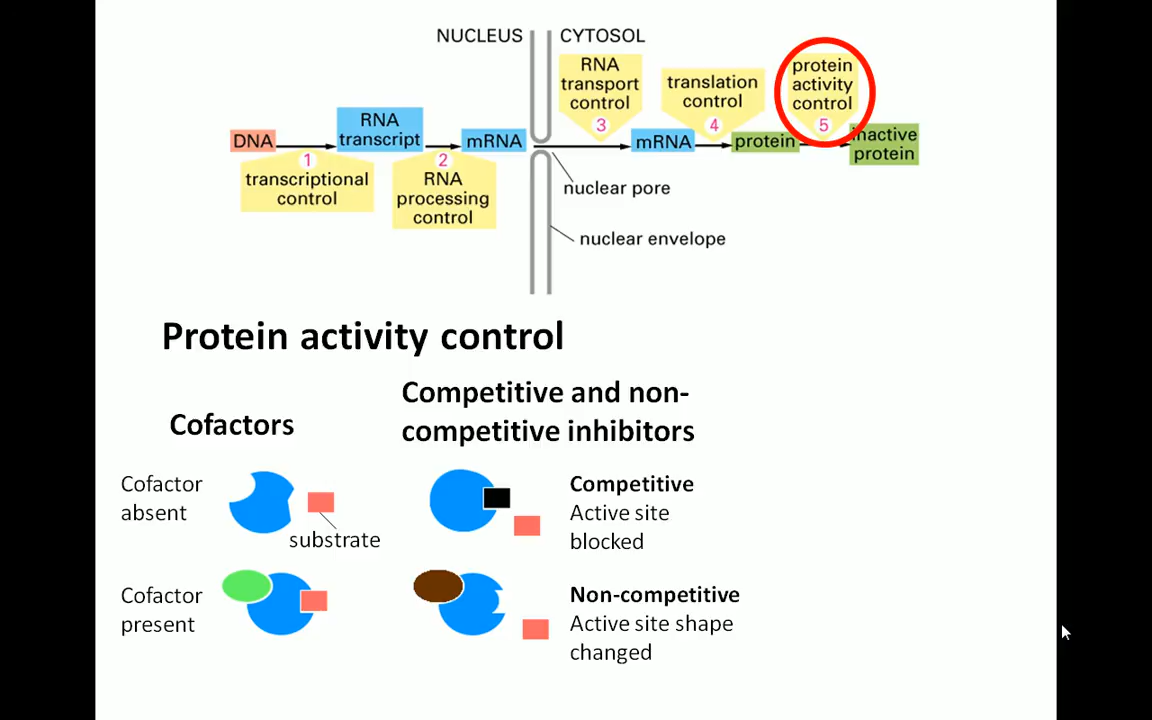 NUCLEUS
CYTOSOL
DNA
RNA
transcript
mRNA
1
transcriptional
control
2
RNA
processing
control
RNA
transport
control
3
mRNA
translation
control
4
protein
protein
activity
control
5
inactive
protein
nuclear pore
nuclear envelope
Protein activity control
Cofactors
Competitive and non-
competitive inhibitors
Cofactor
absent
substrate
Competitive
Active site
blocked
Cofactor
present
Non-competitive
Active site shape
changed